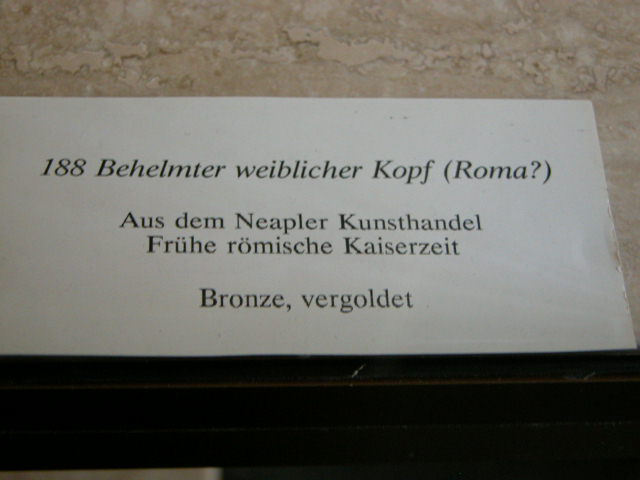 188 Behelmter weiblicher Kopf (Roma?)
Aus dem Neapler Kunsthandel
Frühe römische Kaiserzeit
Bronze, vergoldet